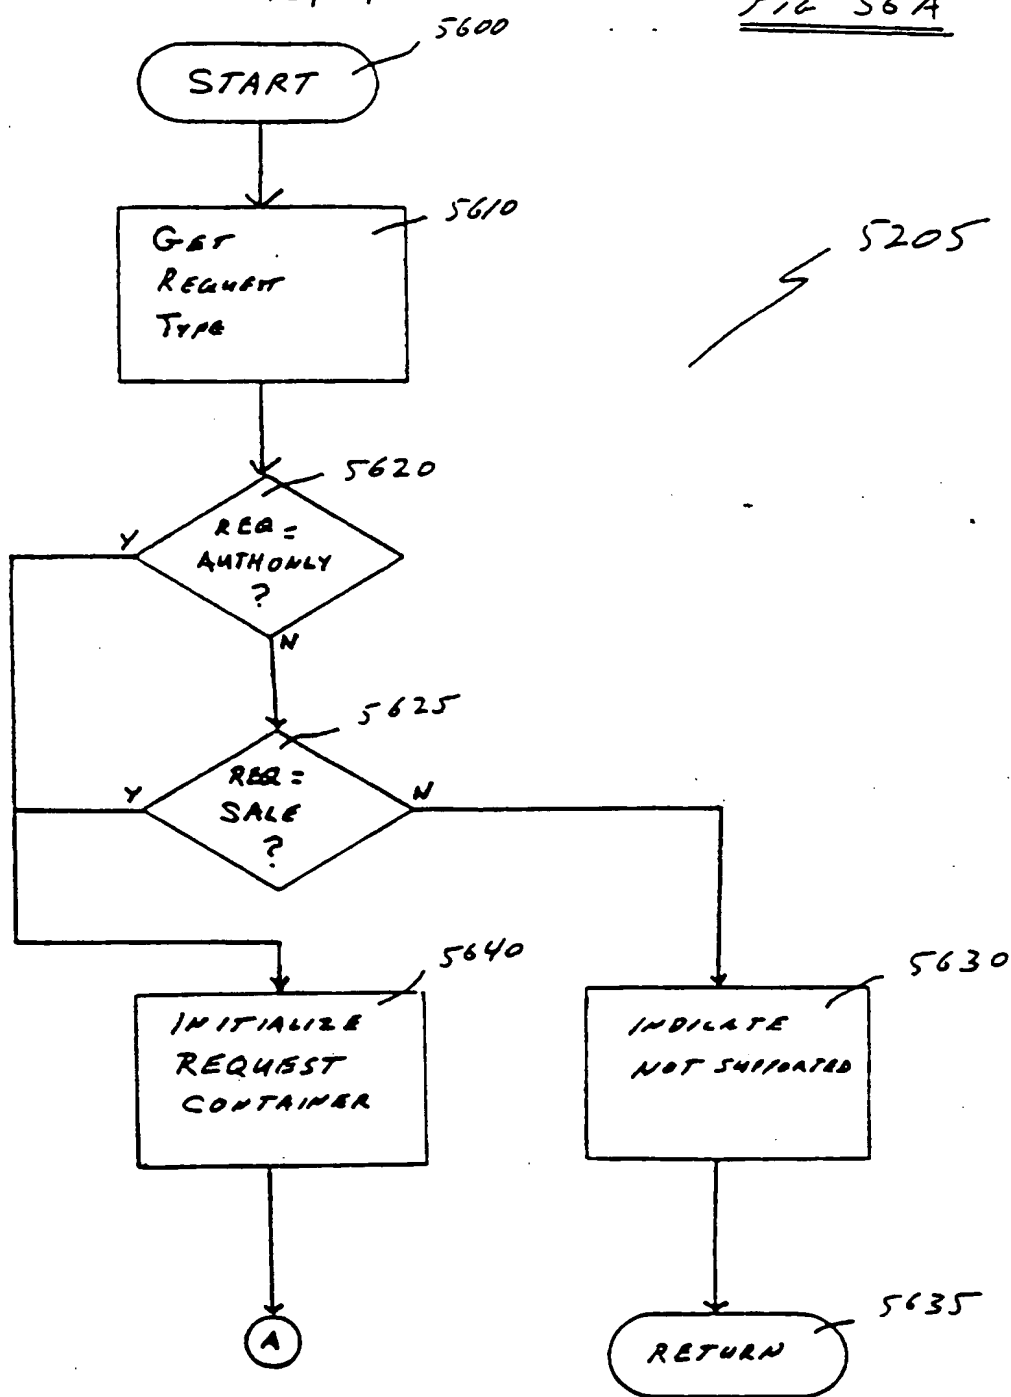 FIG 56A
5600
START
5610
GET
REQUEST
TYPE
5205
5620
Y
REQ =
AUTHONLY
?
N
5625
Y
REQ =
SALE
?
N
5640
INITIALIZE
REQUEST
CONTAINER
5630
INDICATE
NOT SUPPORTED
A
5635
RETURN